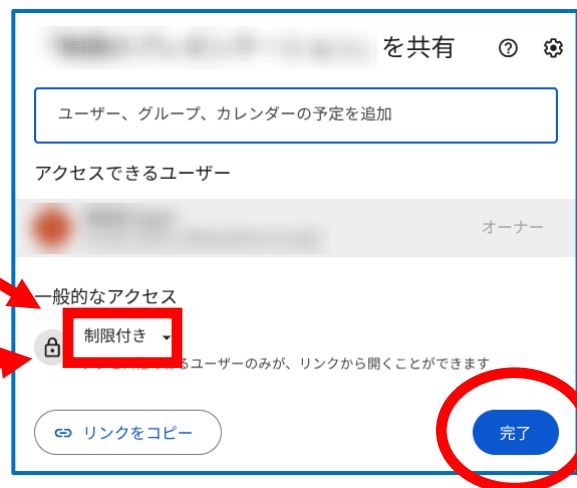 を共有
ユーザー、グループ、カレンダーの予定を追加
アクセスできるユーザー
オーナー
一般的なアクセス
制限付き
るユーザーのみが、リンクから開くことができます
リンクをコピー
完了